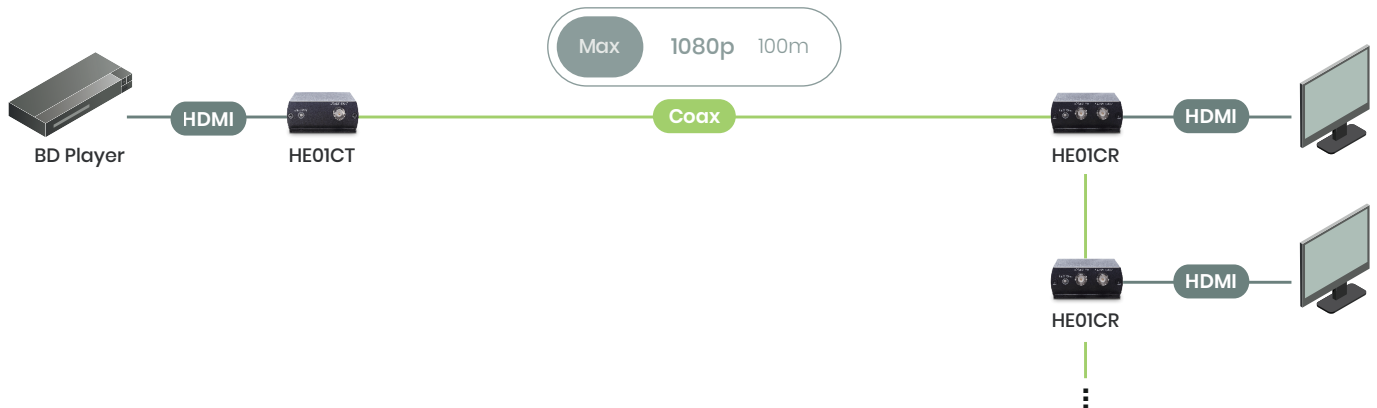 Max 1080p 100m
HDMI Coax HDMI
BD Player HE01CT HE01CR
HDMI
HE01CR